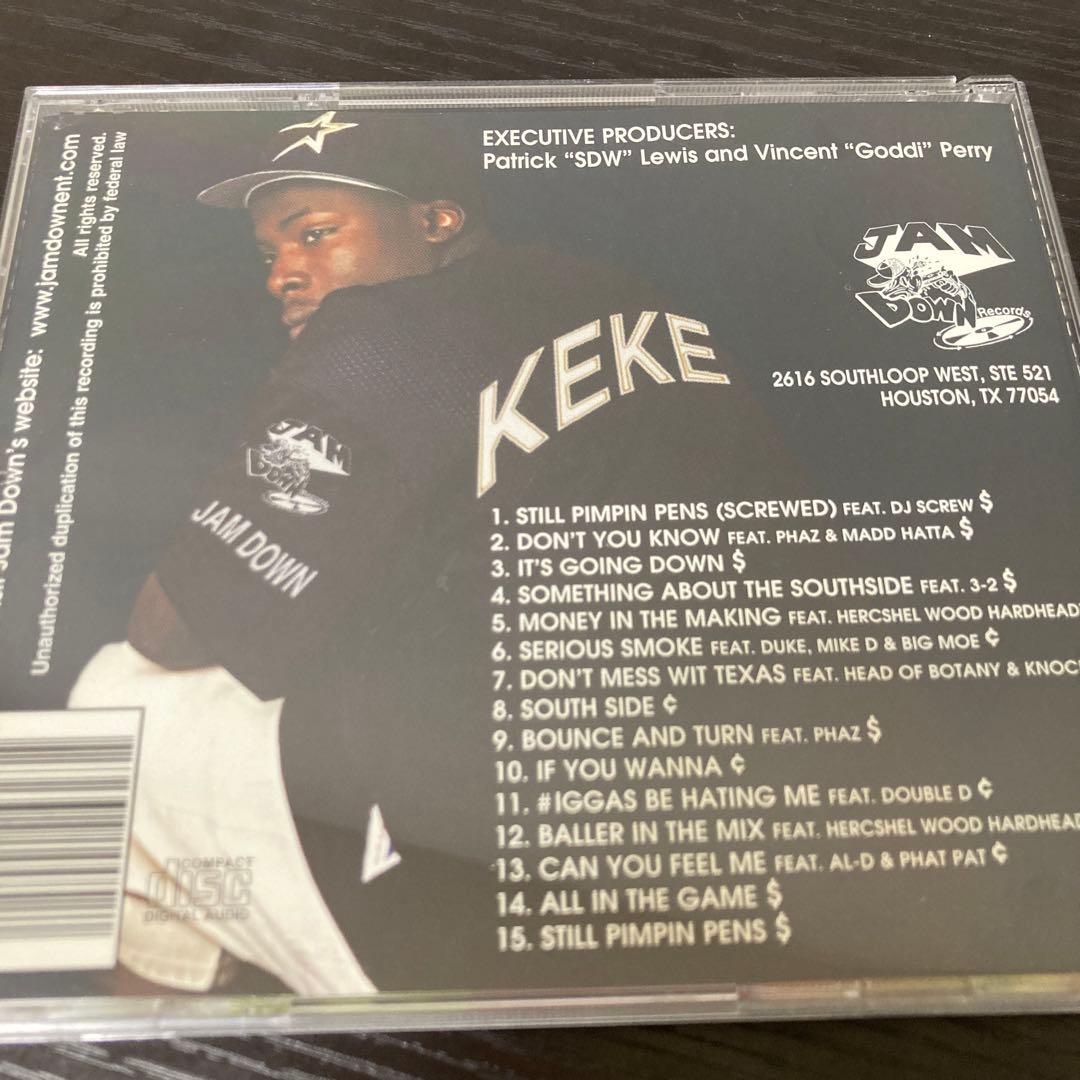 EXECUTIVE PRODUCERS:
Patrick “SDW” Lewis and Vincent “Goddi” Perry
JAM
DOWN
Records
2616 SOUTHLOOP WEST, STE 521
HOUSTON, TX 77054
KEKE
JAM
DOWN
JAM DOWN
1. STILL PIMPIN PENS (SCREWED) FEAT. DJ SCREW $
2. DON'T YOU KNOW FEAT. PHAZ & MADD HATTA $
3. IT'S GOING DOWN $
4. SOMETHING ABOUT THE SOUTHSIDE FEAT. 3-2 $
5. MONEY IN THE MAKING FEAT. HERCSHEL WOOD HARDHEAD
6. SERIOUS SMOKE FEAT. DUKE, MIKE D & BIG MOE ¢
7. DON'T MESS WIT TEXAS FEAT. HEAD OF BOTANY &
8. SOUTH SIDE ¢
9. BOUNCE AND TURN FEAT. PHAZ $
10. IF YOU WANNA ¢
11. #IGGAS BE HATING ME FEAT. DOUBLE D ¢
12. BALLER IN THE MIX FEAT. HERCSHEL WOOD HARDHEAD
13. CAN YOU FEEL ME FEAT. AL-D & PHAT PAT ¢
14. ALL IN THE GAME $
15. STILL PIMPIN PENS $
Jam Down's website: www.jamdownent.com
All rights reserved.
Unauthorized duplication of this recording is prohibited by federal law
COMPACT
disc
DIGITAL AUDIO